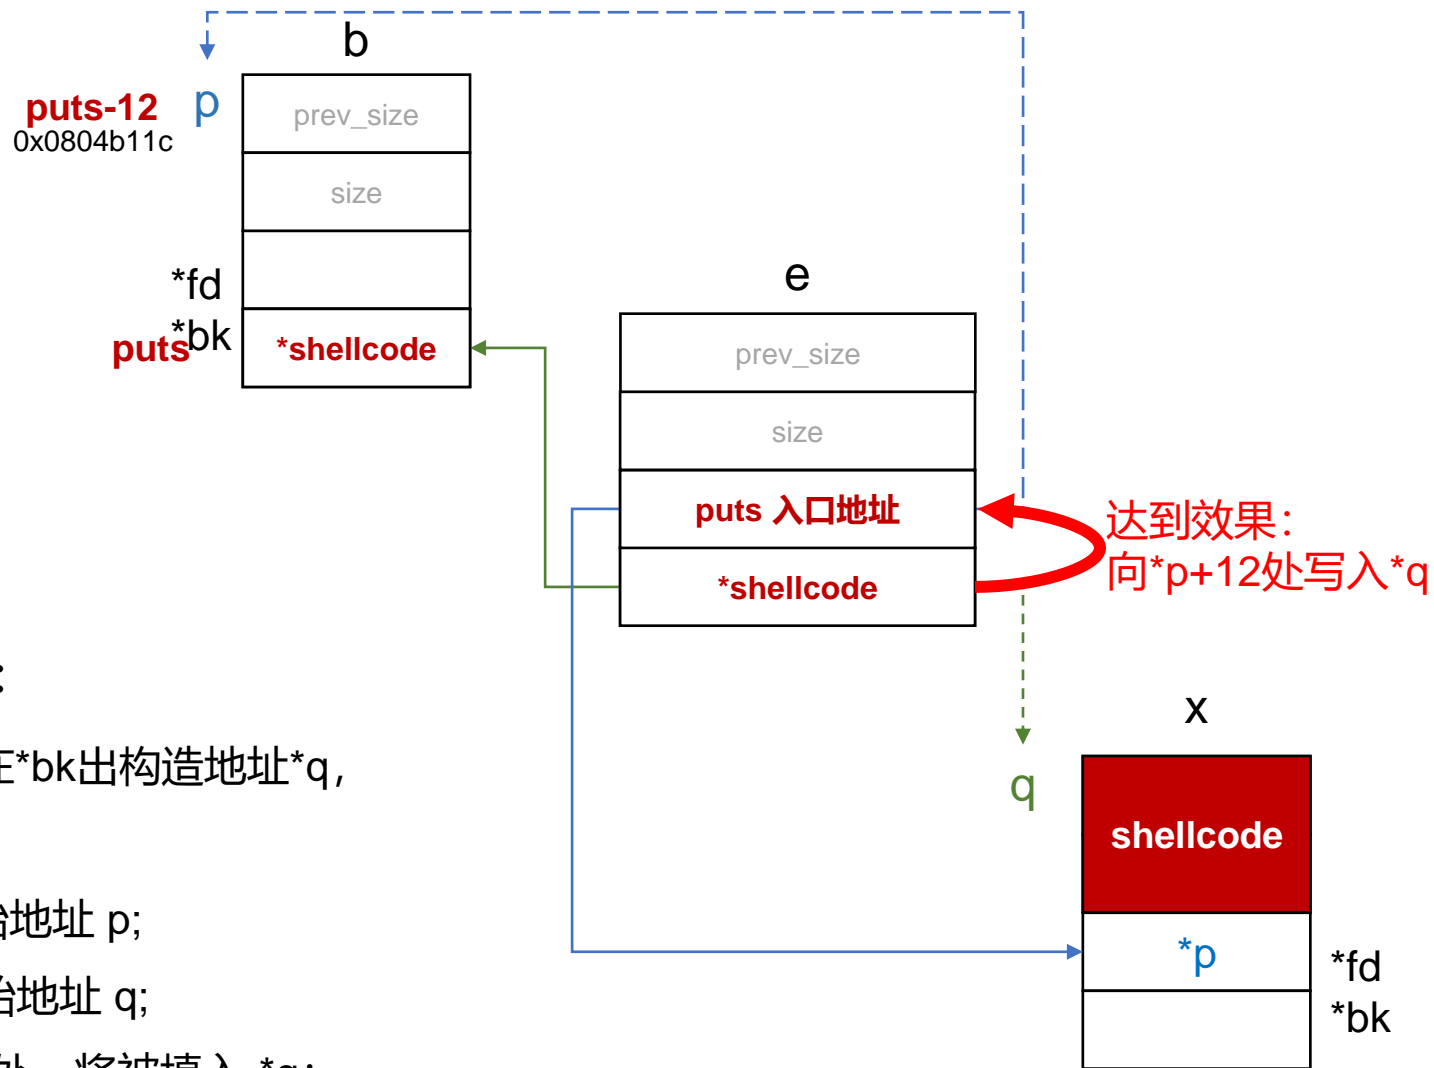 b
puts-12
p
0x0804b11c
prev_size
size
*fd
*bk
puts
*shellcode
e
prev_size
size
puts 入口地址
*shellcode
达到效果：
向*p+12处写入*q
x
q
shellcode
*p
*fd
*bk
：
*bk出构造地址*q,
地址 p;
地址 q;